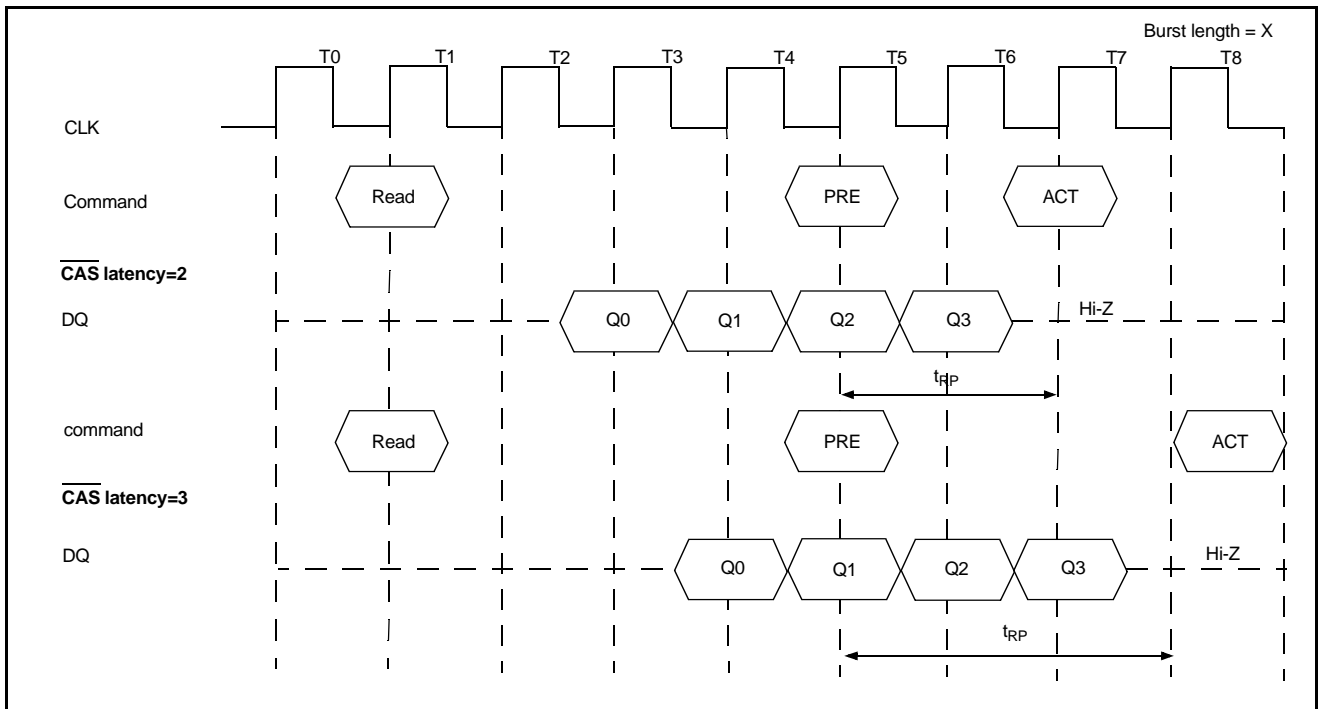 Burst length = X
T0 T1 T2 T3 T4 T5 T6 T7 T8
CLK
Command Read PRE ACT
CAS latency=2
DQ Q0 Q1 Q2 Q3 Hi-Z
tRP
command Read PRE ACT
CAS latency=3
DQ Q0 Q1 Q2 Q3 Hi-Z
tRP